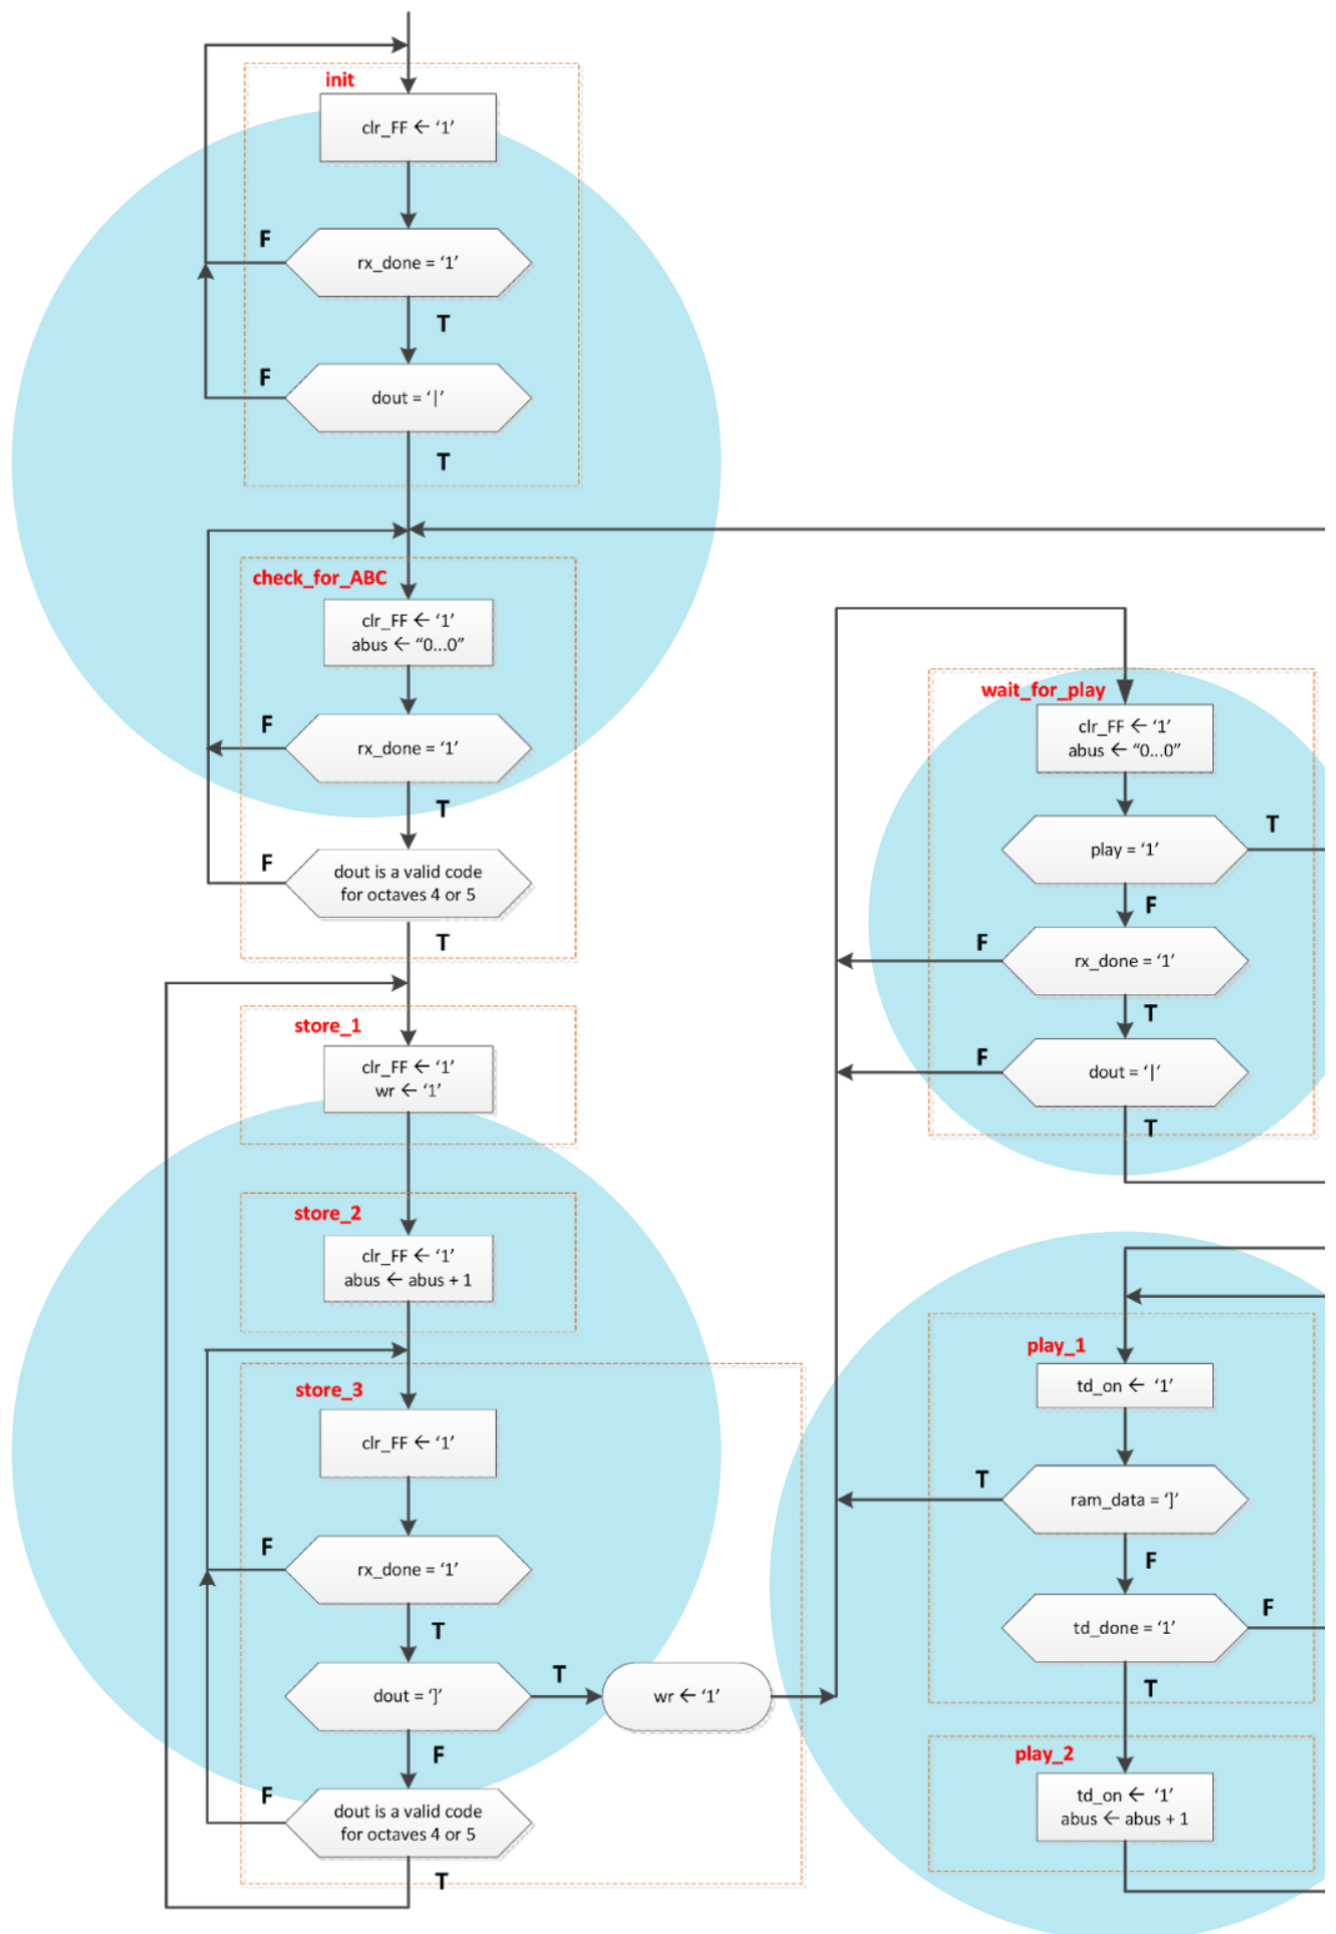 init
clr_FF ← ‘1’
F
rx_done = ‘1’
T
F
dout = ‘|’
T
check_for_ABC
clr_FF ← ‘1’
abus ← “0...0”
F
rx_done = ‘1’
T
F
dout is a valid code
for octaves 4 or 5
T
store_1
clr_FF ← ‘1’
wr ← ‘1’
store_2
clr_FF ← ‘1’
abus ← abus + 1
store_3
clr_FF ← ‘1’
F
rx_done = ‘1’
T
dout = ‘]’
T
wr ← ‘1’
F
F
dout is a valid code
for octaves 4 or 5
T
wait_for_play
clr_FF ← ‘1’
abus ← “0...0”
play = ‘1’
T
F
F
rx_done = ‘1’
T
F
dout = ‘|’
T
play_1
td_on ← ‘1’
T
ram_data = ‘]’
F
td_done = ‘1’
F
T
play_2
td_on ← ‘1’
abus ← abus + 1